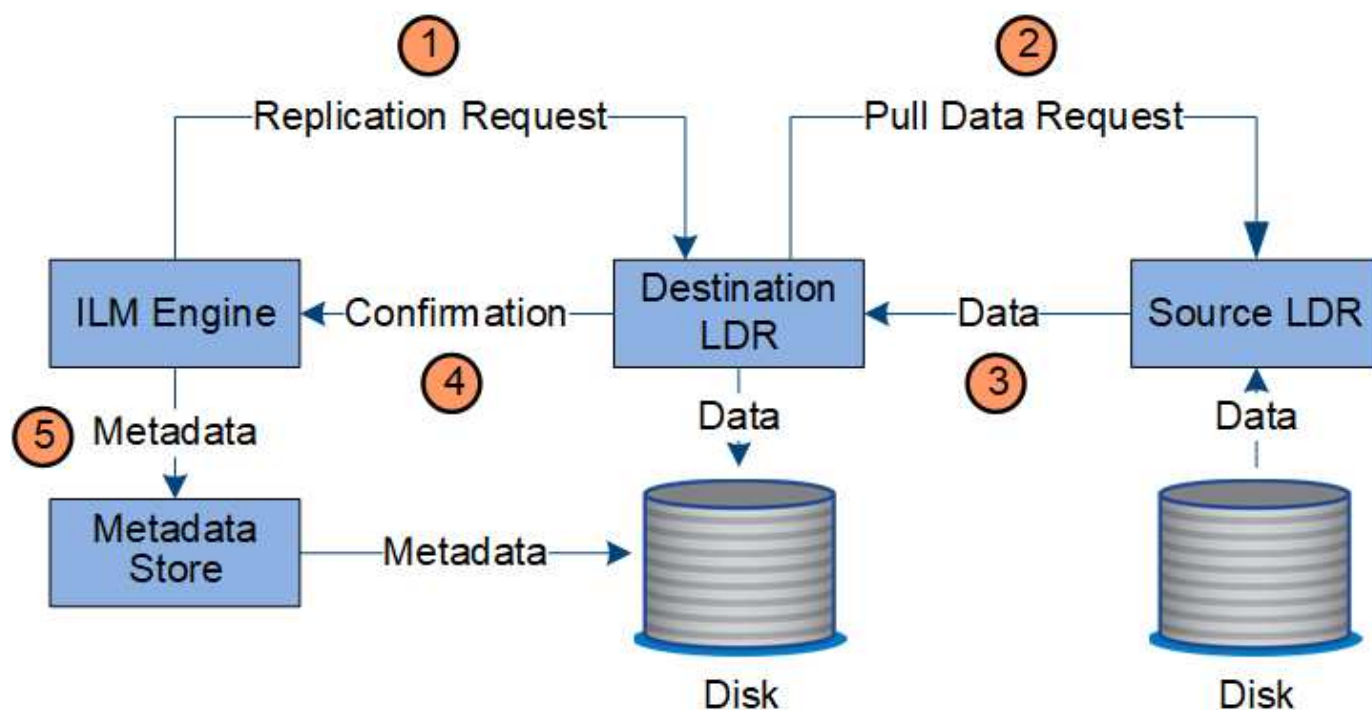 1
2
Replication Request
Pull Data Request
ILM Engine
Confirmation
Destination
LDR
Data
Source LDR
4
3
5
Metadata
Data
Data
Metadata
Store
Metadata
Disk
Disk